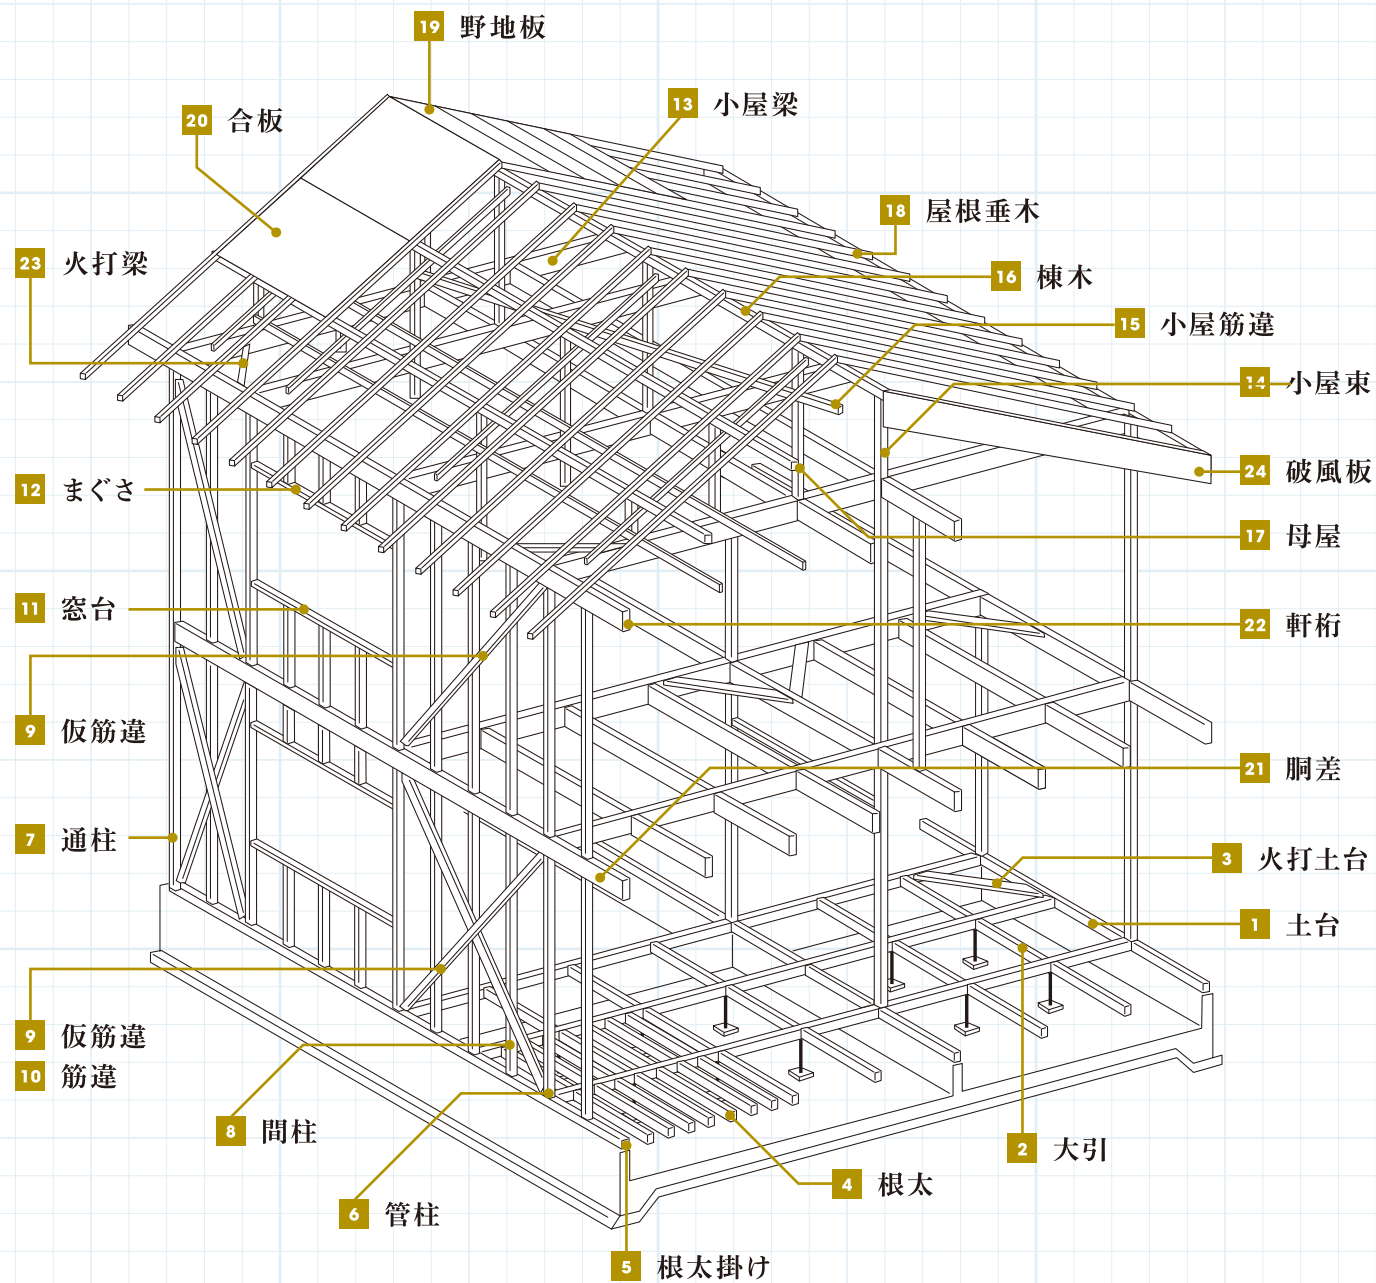 19 野地板
13 小屋梁
20 合板
18 屋根垂木
23 火打梁
16 棟木
15 小屋筋違
14 小屋束
24 破風板
12 まぐさ
17 母屋
11 窓台
22 軒桁
9 仮筋違
21 胴差
7 通柱
3 火打土台
1 土台
9 仮筋違
10 筋違
8 間柱
2 大引
4 根太
6 管柱
5 根太掛け